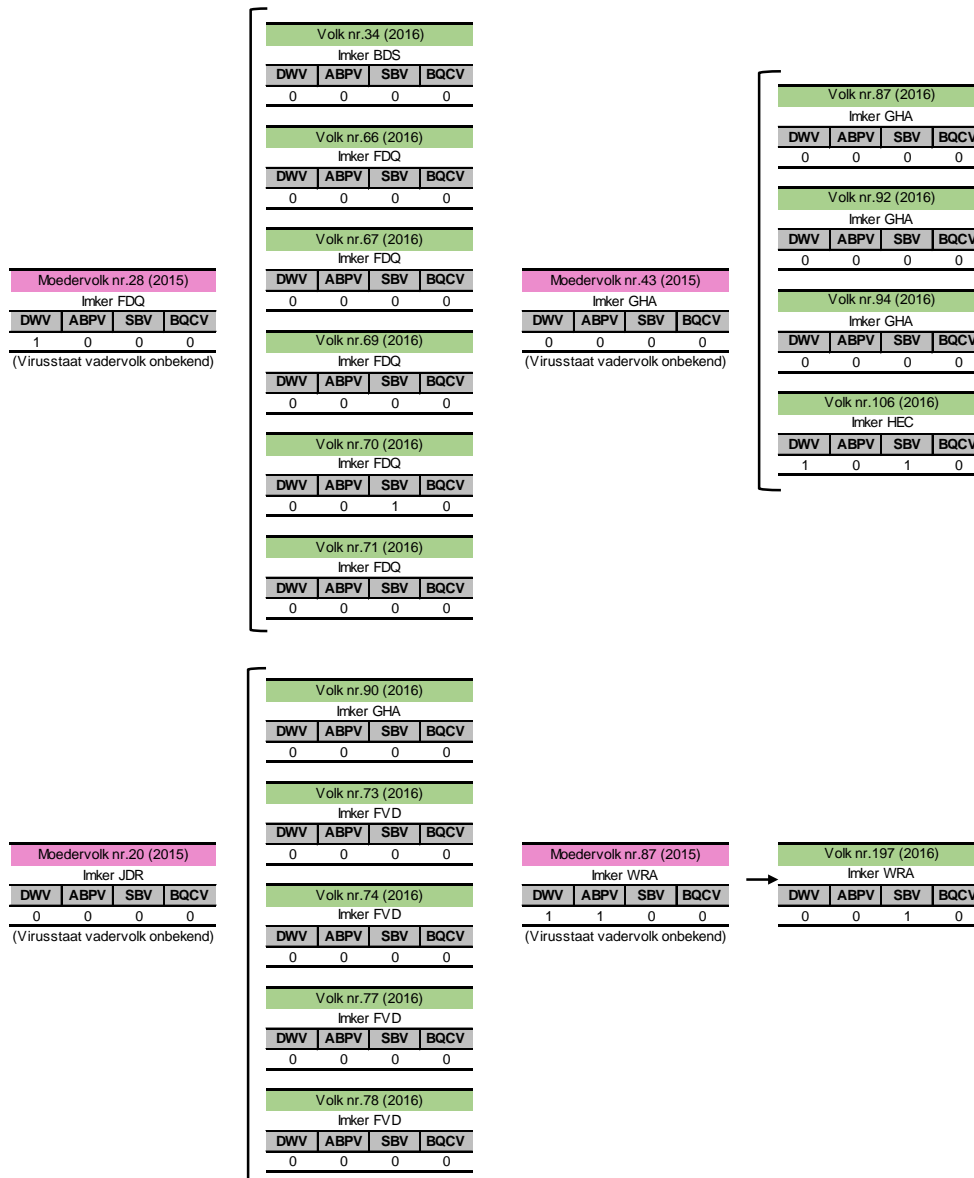 Moedervolk nr.28 (2015)
Imker FDQ
DWV ABPV SBV BQCV
1 0 0 0
(Virusstaat vadervolk onbekend)
Volk nr.34 (2016)
Imker BDS
DWV ABPV SBV BQCV
0 0 0 0
Volk nr.66 (2016)
Imker FDQ
DWV ABPV SBV BQCV
0 0 0 0
Volk nr.67 (2016)
Imker FDQ
DWV ABPV SBV BQCV
0 0 0 0
Volk nr.69 (2016)
Imker FDQ
DWV ABPV SBV BQCV
0 0 0 0
Volk nr.70 (2016)
Imker FDQ
DWV ABPV SBV BQCV
0 0 1 0
Volk nr.71 (2016)
Imker FDQ
DWV ABPV SBV BQCV
0 0 0 0
Moedervolk nr.43 (2015)
Imker GHA
DWV ABPV SBV BQCV
0 0 0 0
(Virusstaat vadervolk onbekend)
Volk nr.87 (2016)
Imker GHA
DWV ABPV SBV BQCV
0 0 0 0
Volk nr.92 (2016)
Imker GHA
DWV ABPV SBV BQCV
0 0 0 0
Volk nr.94 (2016)
Imker GHA
DWV ABPV SBV BQCV
0 0 0 0
Volk nr.106 (2016)
Imker HEC
DWV ABPV SBV BQCV
1 0 1 0
Moedervolk nr.20 (2015)
Imker JDR
DWV ABPV SBV BQCV
0 0 0 0
(Virusstaat vadervolk onbekend)
Volk nr.90 (2016)
Imker GHA
DWV ABPV SBV BQCV
0 0 0 0
Volk nr.73 (2016)
Imker FVD
DWV ABPV SBV BQCV
0 0 0 0
Volk nr.74 (2016)
Imker FVD
DWV ABPV SBV BQCV
0 0 0 0
Volk nr.77 (2016)
Imker FVD
DWV ABPV SBV BQCV
0 0 0 0
Volk nr.78 (2016)
Imker FVD
DWV ABPV SBV BQCV
0 0 0 0
Moedervolk nr.87 (2015)
Imker WRA
DWV ABPV SBV BQCV
1 1 0 0
(Virusstaat vadervolk onbekend)
Volk nr.197 (2016)
Imker WRA
DWV ABPV SBV BQCV
0 0 1 0